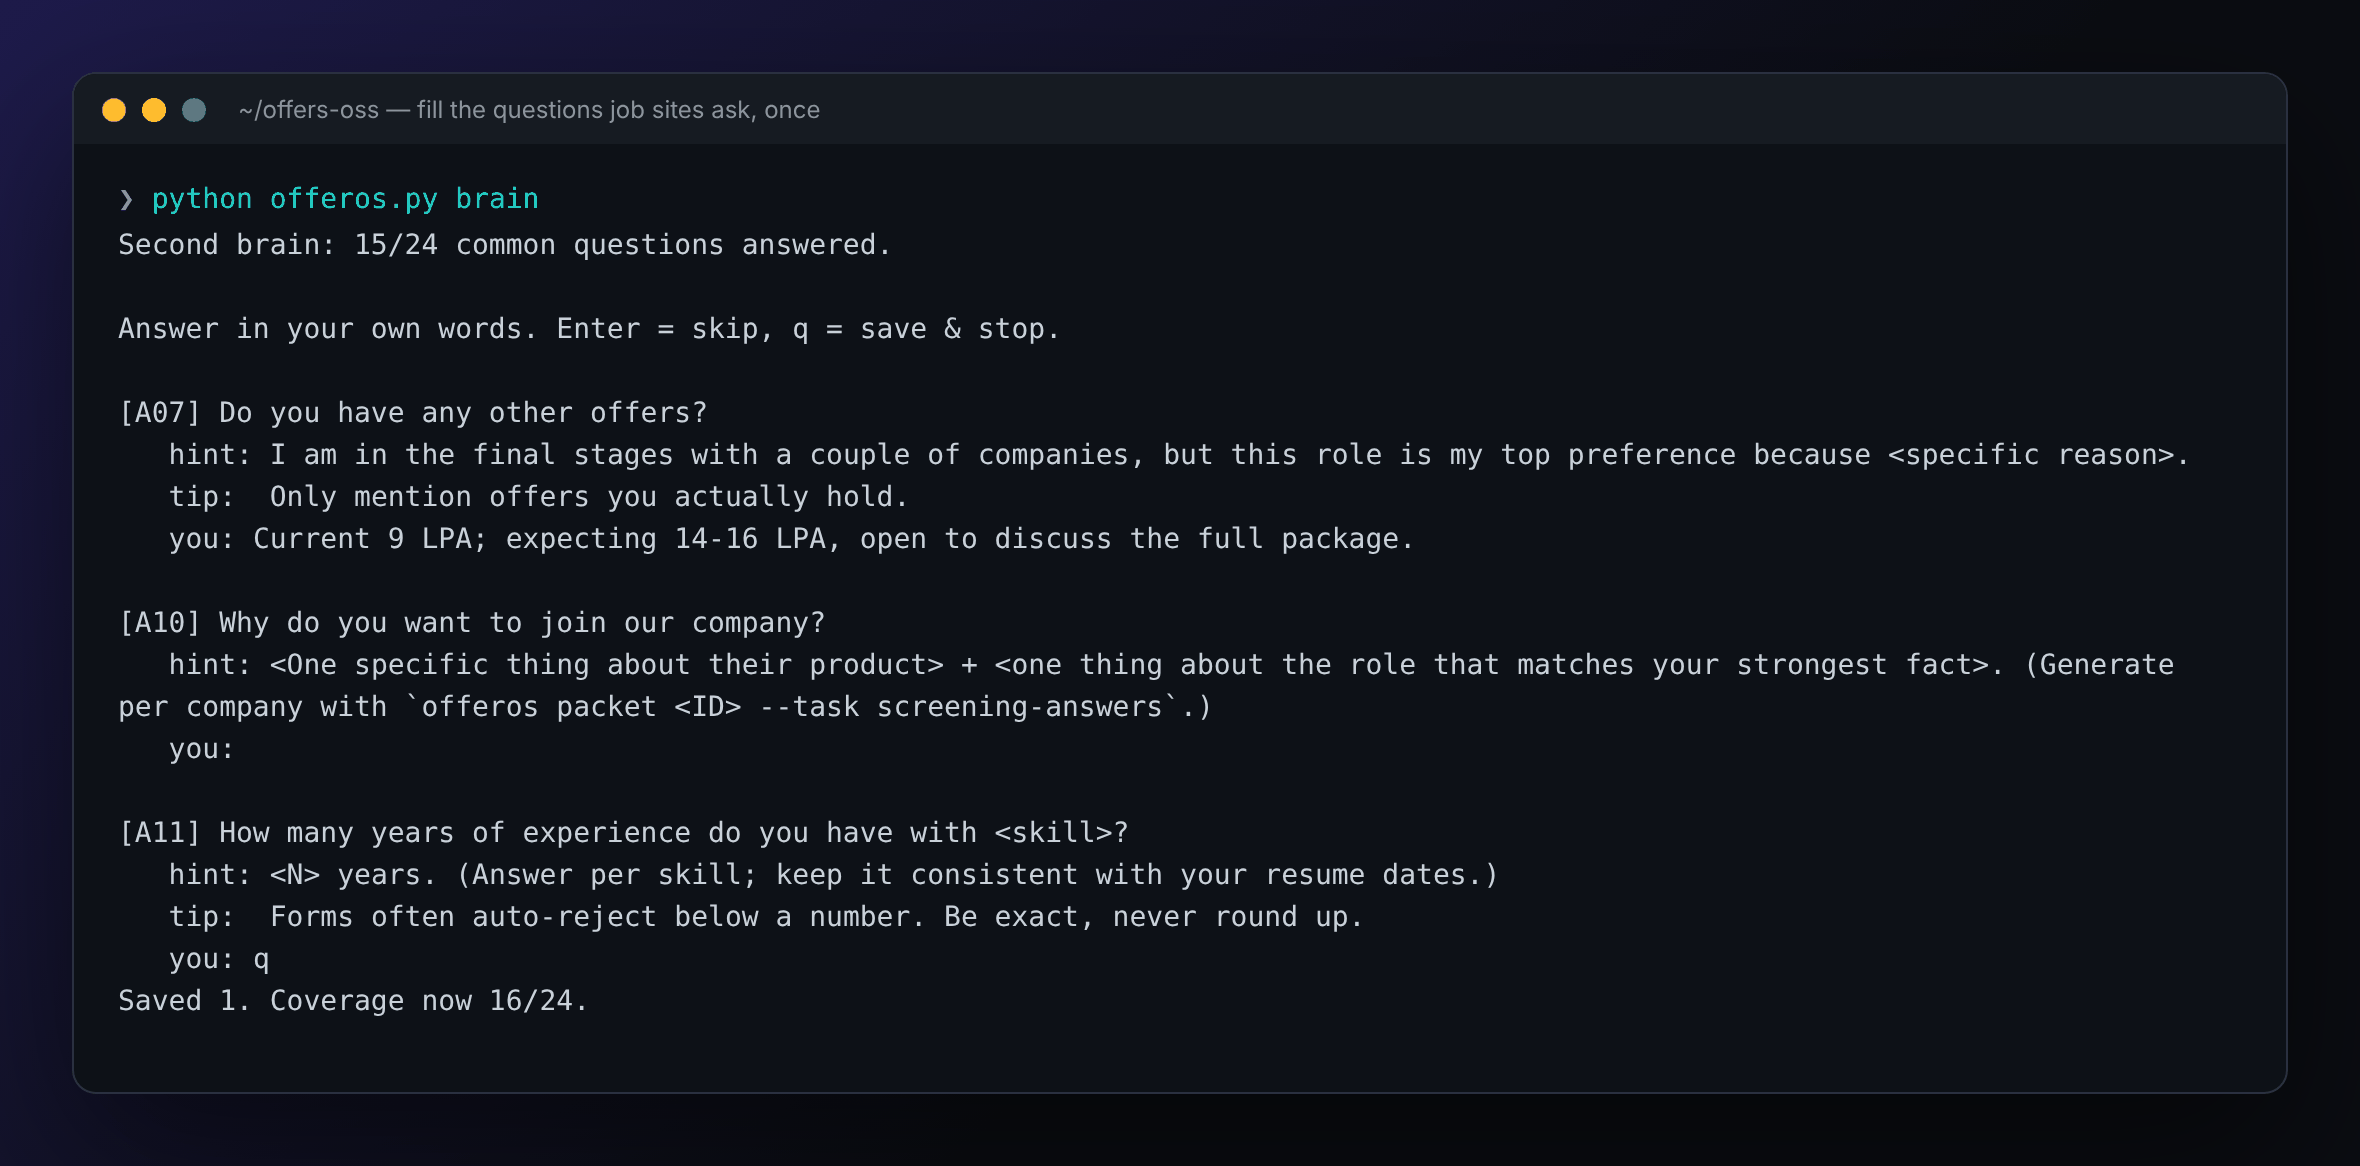 ~/offers-oss — fill the questions job sites ask, once
❯ python offeros.py brain
Second brain: 15/24 common questions answered.
Answer in your own words. Enter = skip, q = save & stop.
[A07] Do you have any other offers?
hint: I am in the final stages with a couple of companies, but this role is my top preference because <specific reason>.
tip:  Only mention offers you actually hold.
you: Current 9 LPA; expecting 14-16 LPA, open to discuss the full package.
[A10] Why do you want to join our company?
hint: <One specific thing about their product> + <one thing about the role that matches your strongest fact>. (Generate
per company with `offeros packet <ID> --task screening-answers`.)
you:
[A11] How many years of experience do you have with <skill>?
hint: <N> years. (Answer per skill; keep it consistent with your resume dates.)
tip:  Forms often auto-reject below a number. Be exact, never round up.
you: q
Saved 1. Coverage now 16/24.